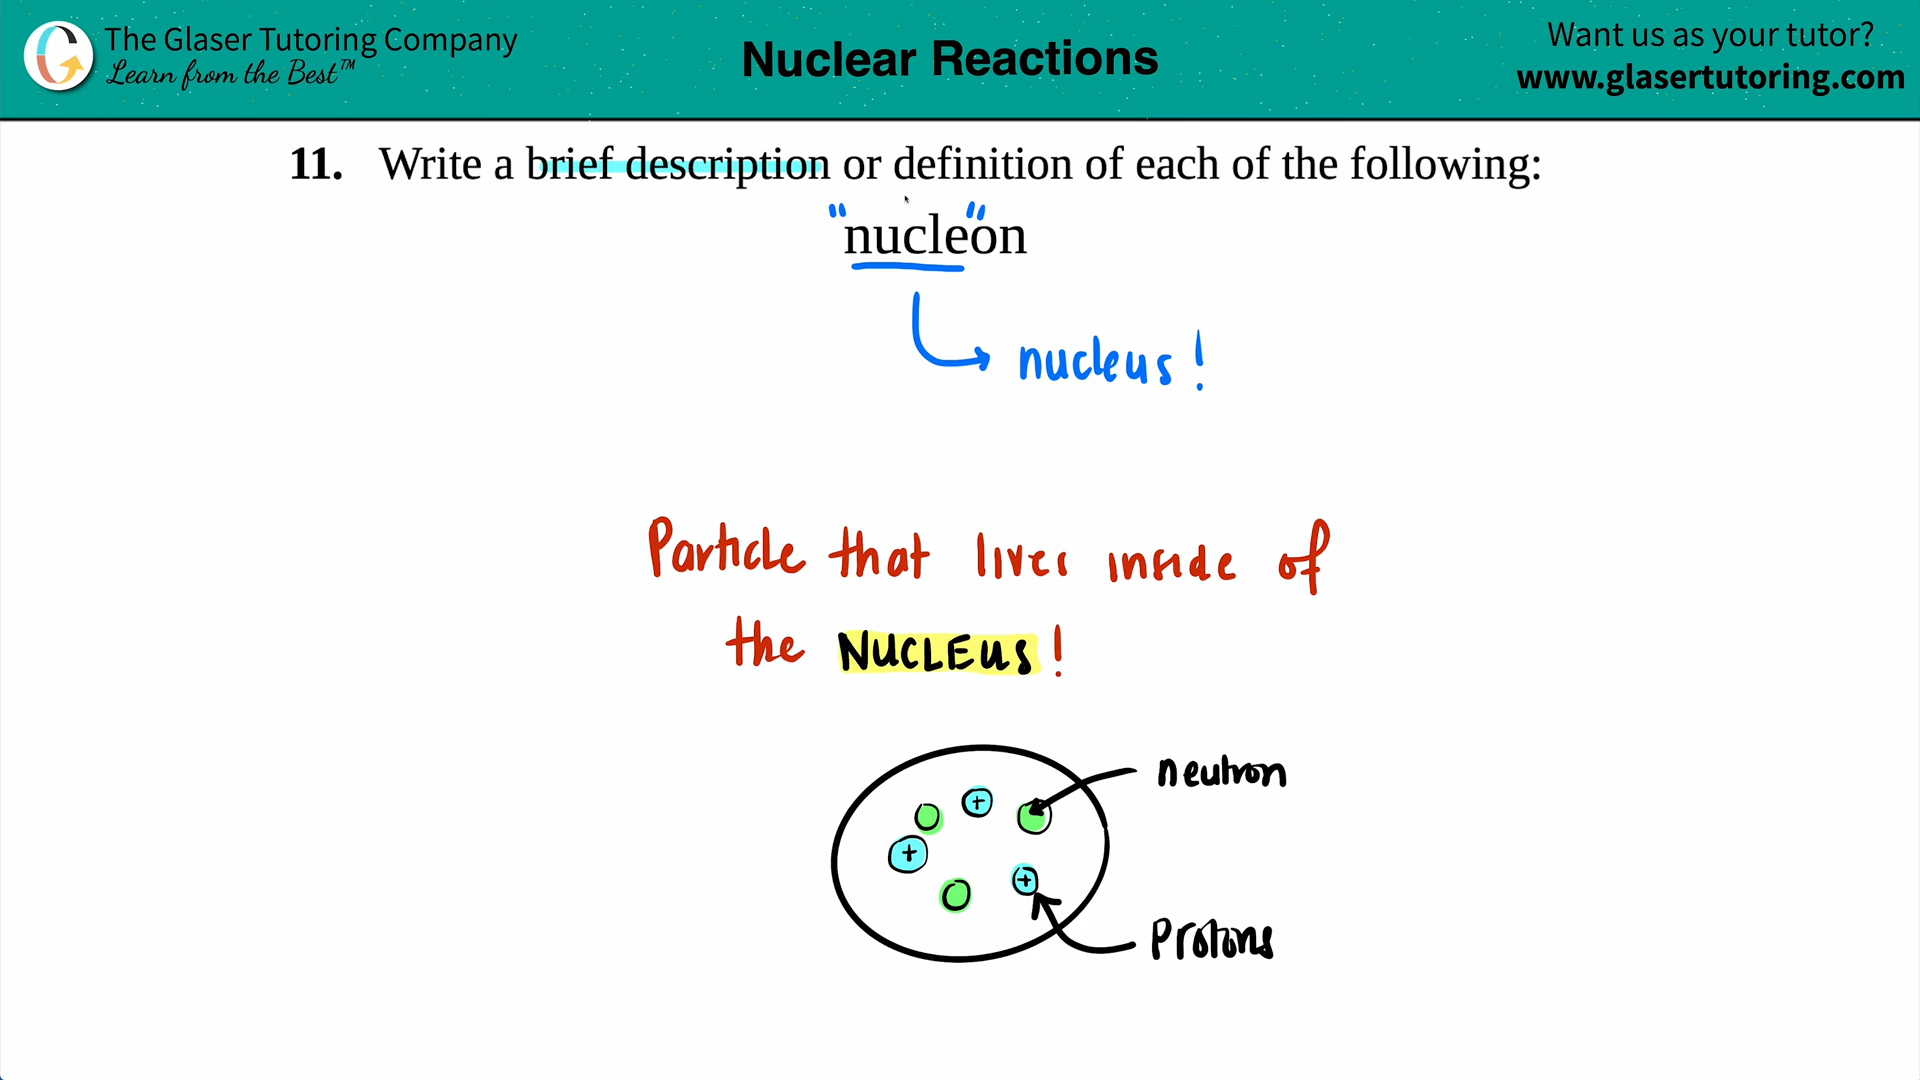 The Glaser Tutoring Company
Learn from the Best™
Nuclear Reactions
Want us as your tutor?
www.glasertutoring.com
11. Write a brief description or definition of each of the following:
"nucle"on
nucleus!
Particle that lives inside of
the NUCLEUS!
neutron
+
+
+
Protons